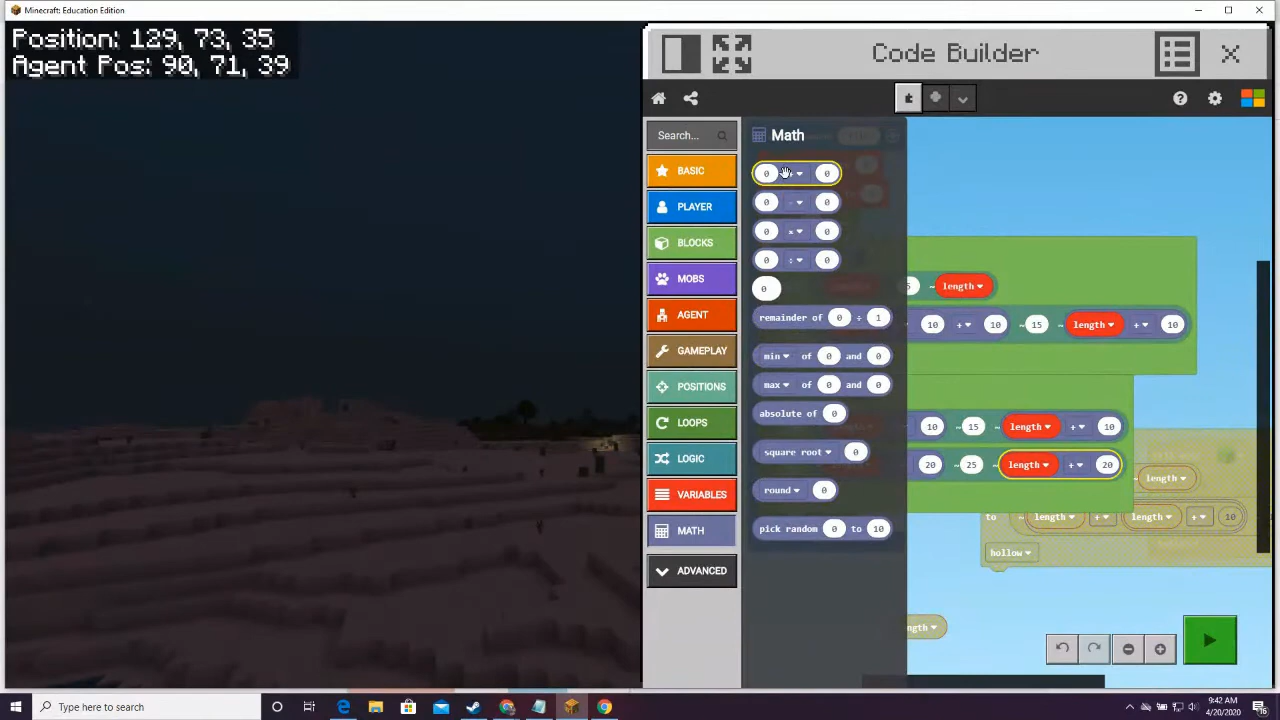 Minecraft: Education Edition
Position: 129, 73, 35
Agent Pos: 90, 71, 39
Code Builder
Search...
Math
BASIC
PLAYER
BLOCKS
MOBS
AGENT
GAMEPLAY
POSITIONS
LOOPS
LOGIC
VARIABLES
MATH
ADVANCED
0 + 0
0 - 0
0 × 0
0 ÷ 0
0
remainder of 0 ÷ 1
min of 0 and 0
max of 0 and 0
absolute of 0
square root 0
round 0
pick random 0 to 10
~ length
10 + 10 ~ 15 ~ length + 10
10 ~ 15 ~ length + 10
20 ~ 25 ~ length + 20
~ length
to ~ length + length + 10
hollow
Type here to search
9:42 AM
4/20/2020